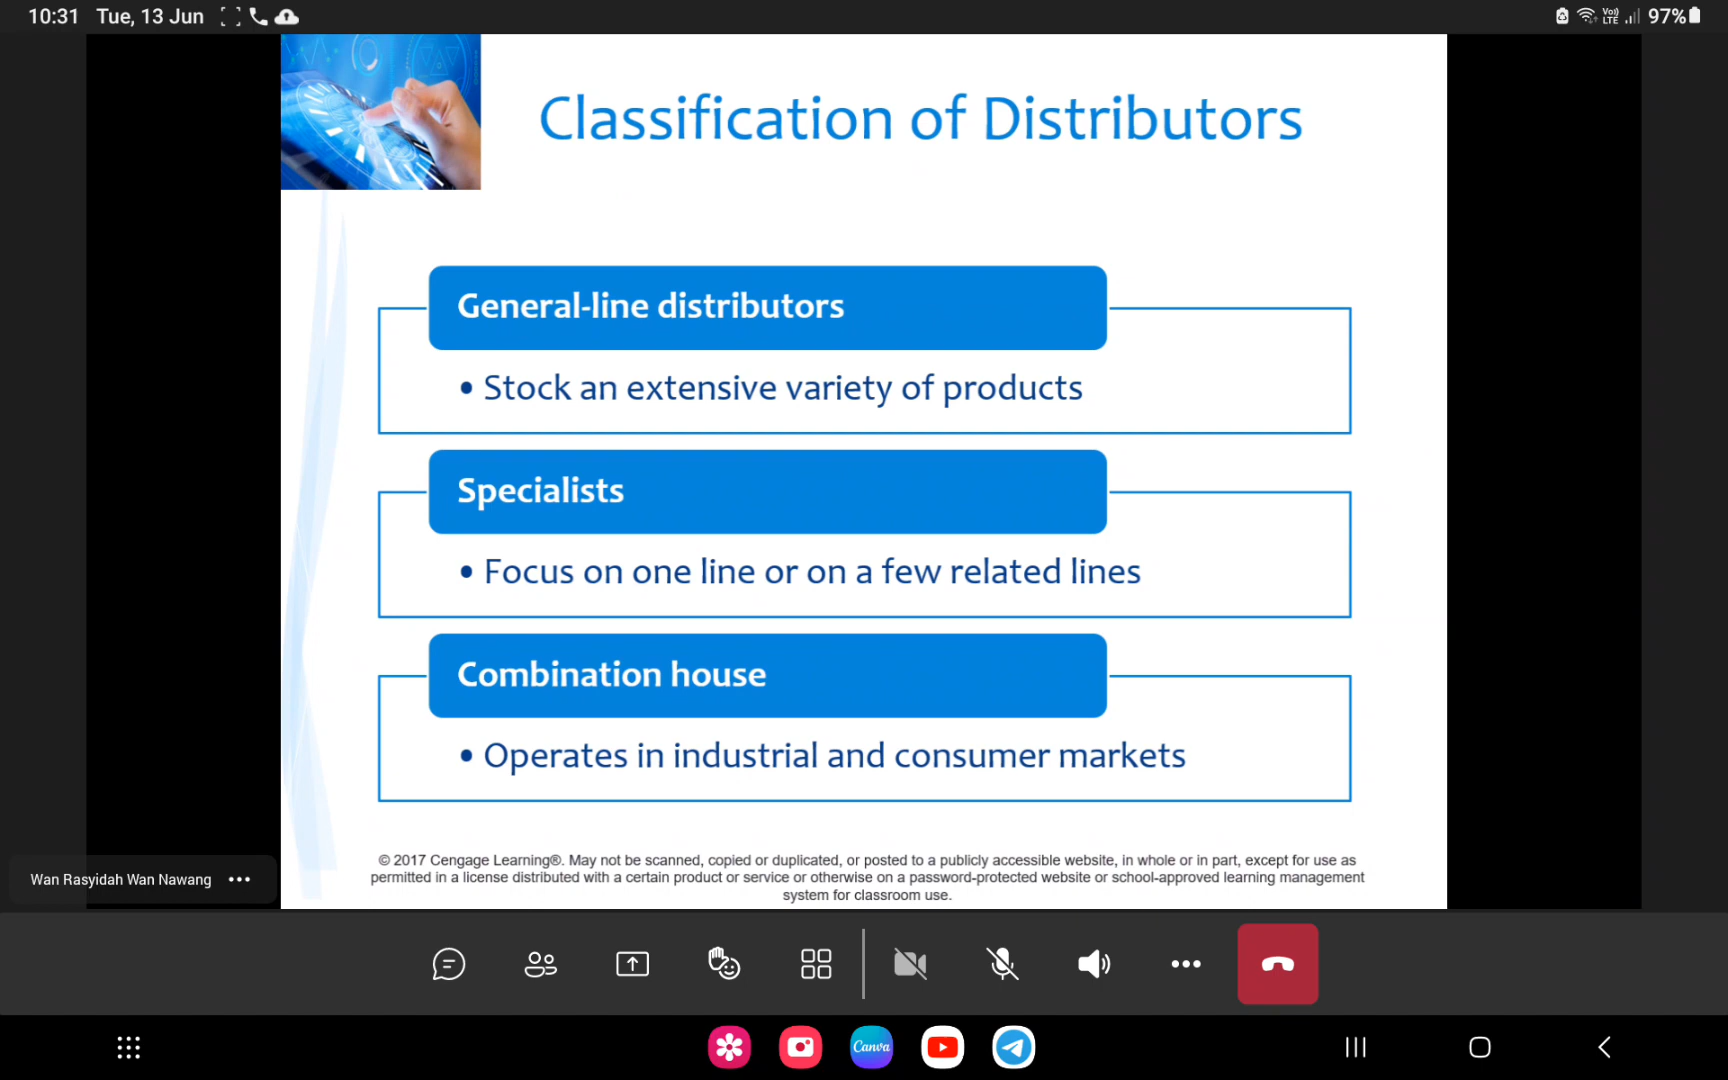 10:31 Tue, 13 Jun
Vo) LTE 97%
Classification of Distributors
General-line distributors
• Stock an extensive variety of products
Specialists
• Focus on one line or on a few related lines
Combination house
• Operates in industrial and consumer markets
© 2017 Cengage Learning®. May not be scanned, copied or duplicated, or posted to a publicly accessible website, in whole or in part, except for use as
permitted in a license distributed with a certain product or service or otherwise on a password-protected website or school-approved learning management
system for classroom use.
Wan Rasyidah Wan Nawang
Canva